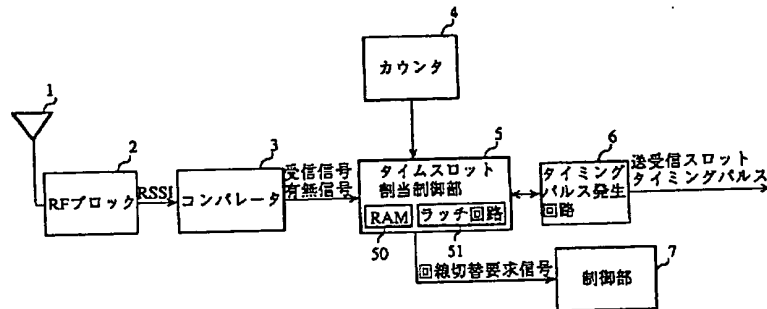 4
カウンタ
1
2
RFブロック
RSSI
3
コンパレータ
受信信号
有無信号
5
タイムスロット
割当制御部
RAM
ラッチ回路
50
51
6
タイミング
パルス発生
回路
送受信スロット
タイミングパルス
回線切替要求信号
7
制御部